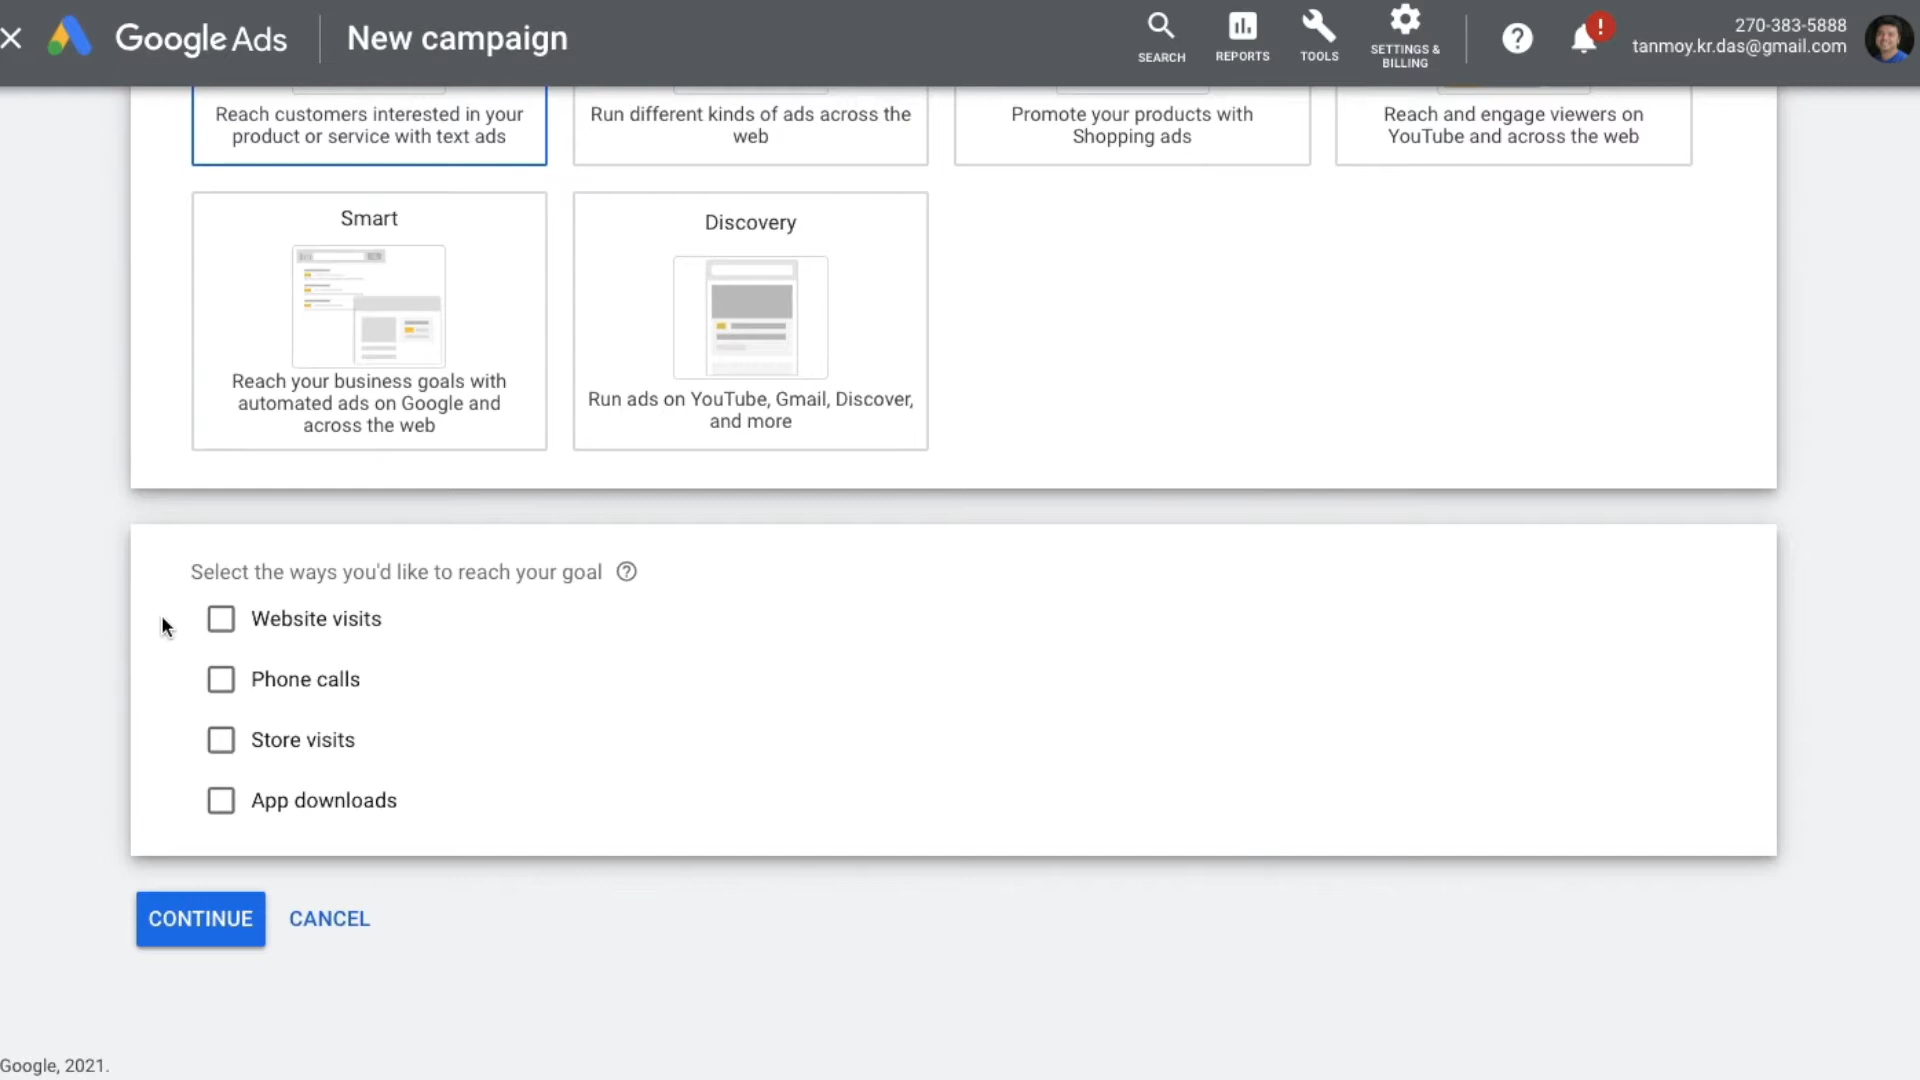 Google Ads
New campaign
SEARCH
REPORTS
TOOLS
SETTINGS &
BILLING
?
!
270-383-5888
tanmoy.kr.das@gmail.com
Reach customers interested in your
product or service with text ads
Run different kinds of ads across the
web
Promote your products with
Shopping ads
Reach and engage viewers on
YouTube and across the web
Smart
Reach your business goals with
automated ads on Google and
across the web
Discovery
Run ads on YouTube, Gmail, Discover,
and more
Select the ways you'd like to reach your goal ?
Website visits
Phone calls
Store visits
App downloads
CONTINUE
CANCEL
Google, 2021.